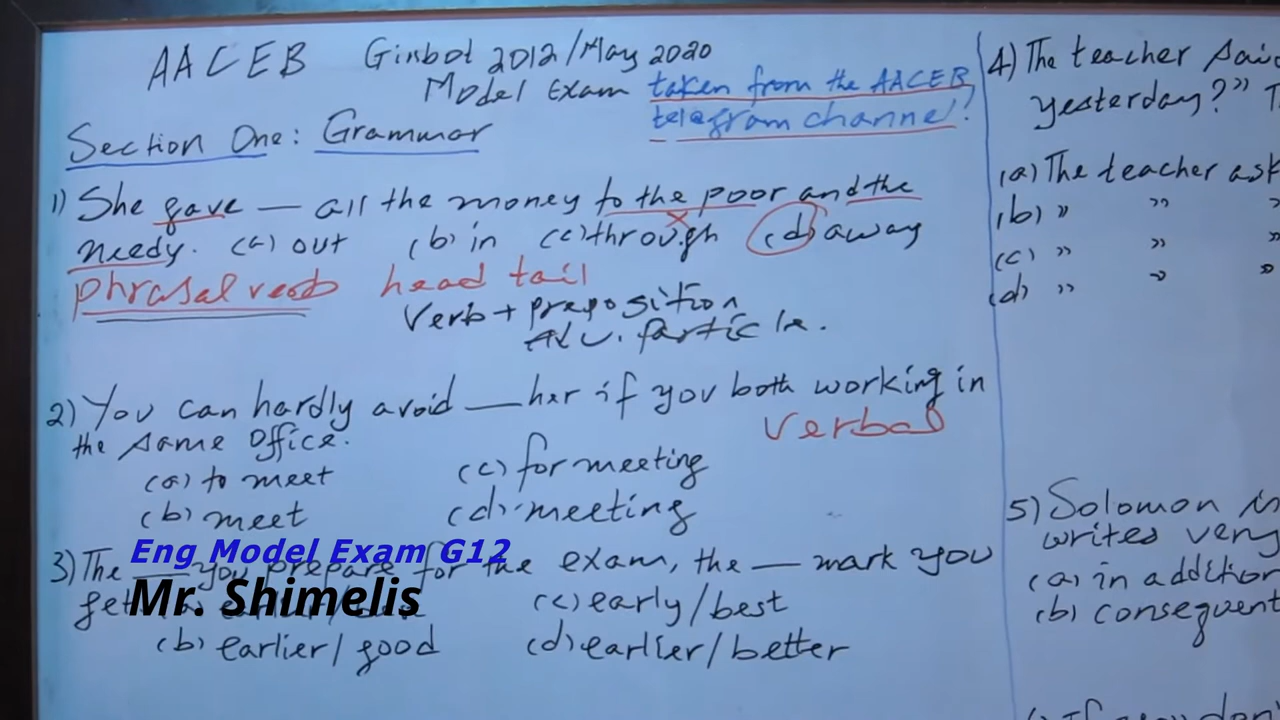 AACEB Ginbot 2012/May 2020
Model Exam taken from the AACEB
telegram channel!
Section One: Grammar
1) She gave — all the money to the poor and the
needy. (a) out (b) in (c) through (d) away
phrasal verb head tail
Verb + preposition
Adv. particle.
2) You can hardly avoid — her if you both working in
the same office. Verbal
(a) to meet (c) for meeting
(b) meet (d) meeting
Eng Model Exam G12
3) The — you prepare for the exam, the — mark you
Mr. Shimelis
get. (c) early/best
(b) earlier/good (d) earlier/better
4) The teacher said
yesterday?" T
(a) The teacher ask
(b) " " "
(c) " " "
(d) " " "
5) Solomon
writes very
(a) in addition
(b) consequent